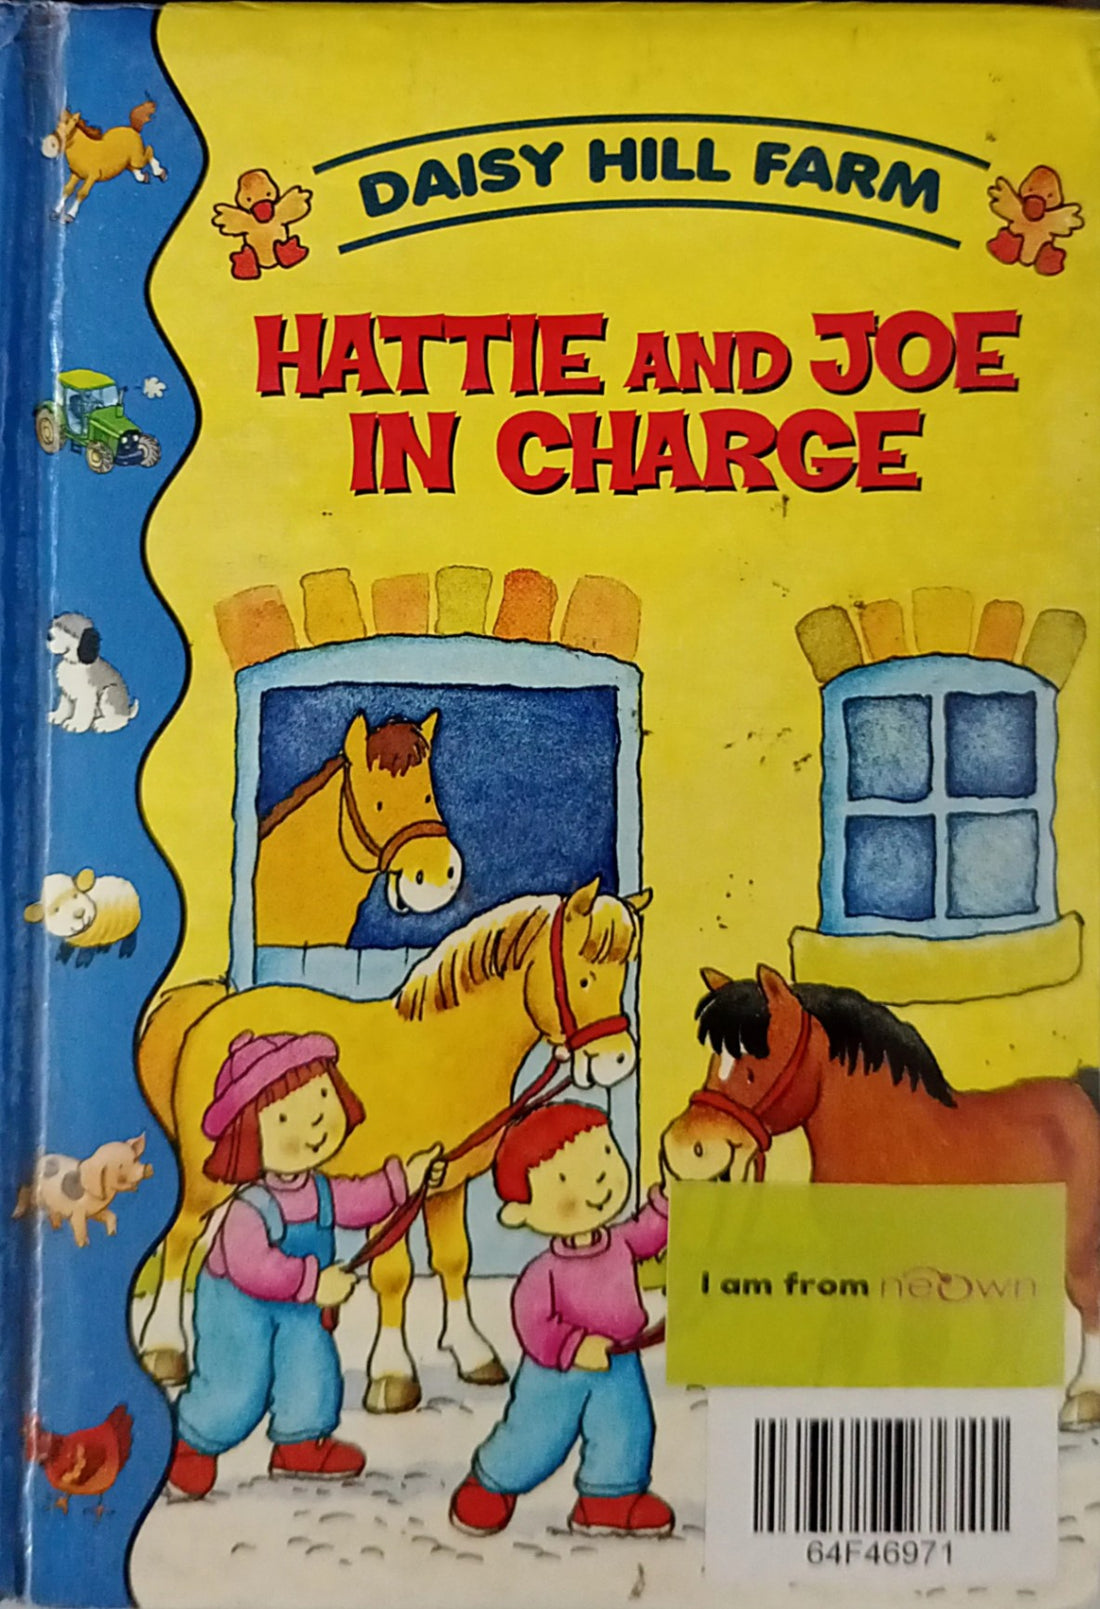 DAISY HILL FARM
HATTIE AND JOE
IN CHARGE
I am from neown
64F46971